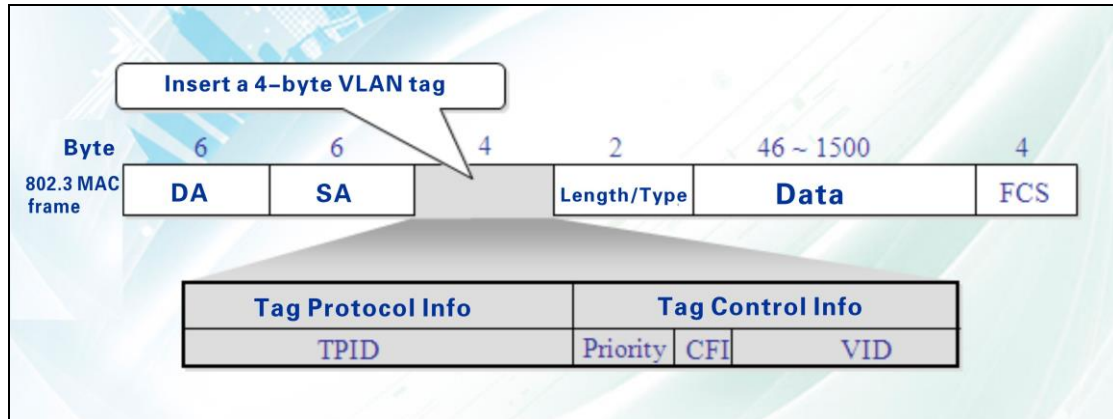 Insert a 4-byte VLAN tag
Byte 6 6 4 2 46 ~ 1500 4
802.3 MAC frame DA SA Length/Type Data FCS
Tag Protocol Info Tag Control Info
TPID Priority CFI VID